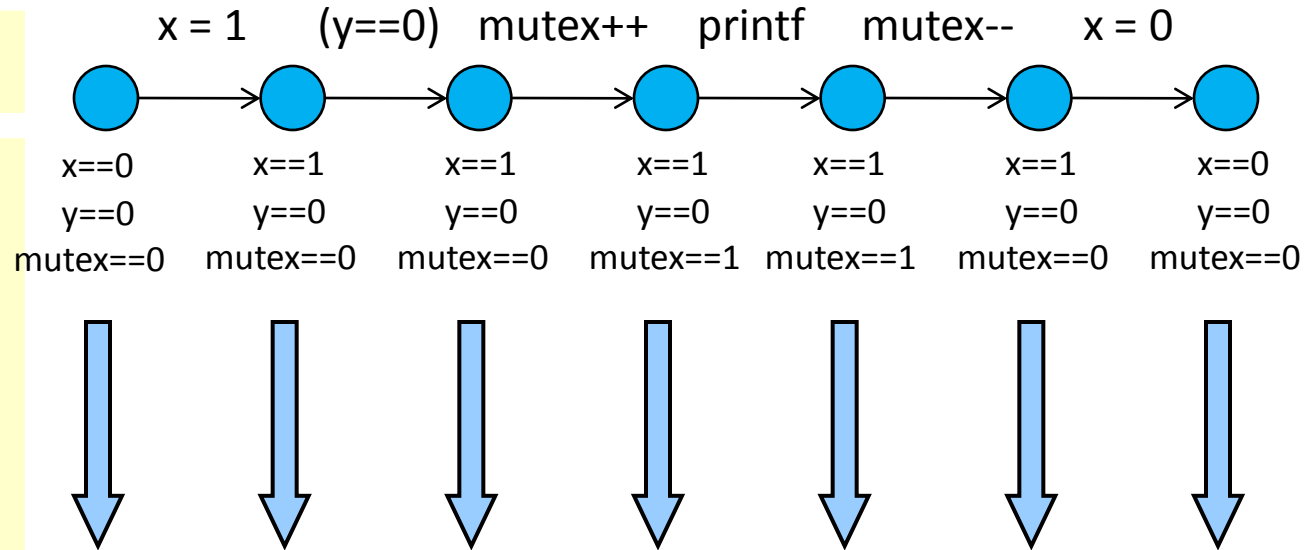 x = 1 (y==0) mutex++ printf mutex-- x = 0
x==0 x==1 x==1 x==1 x==1 x==1 x==0
y==0 y==0 y==0 y==0 y==0 y==0 y==0
mutex==0 mutex==0 mutex==0 mutex==1 mutex==1 mutex==0 mutex==0